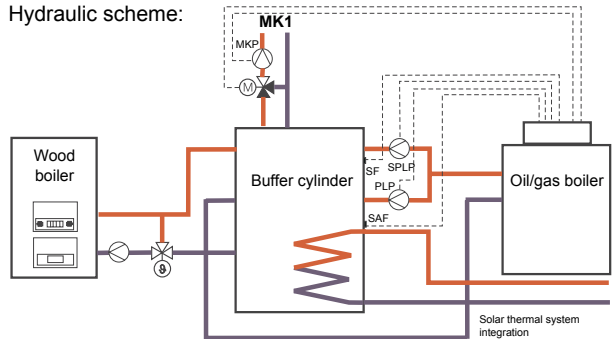 Hydraulic scheme:
MK1
MKP
M
Wood
boiler
Buffer cylinder
SF
SPLP
PLP
SAF
Oil/gas boiler
ϑ
Solar thermal system
integration